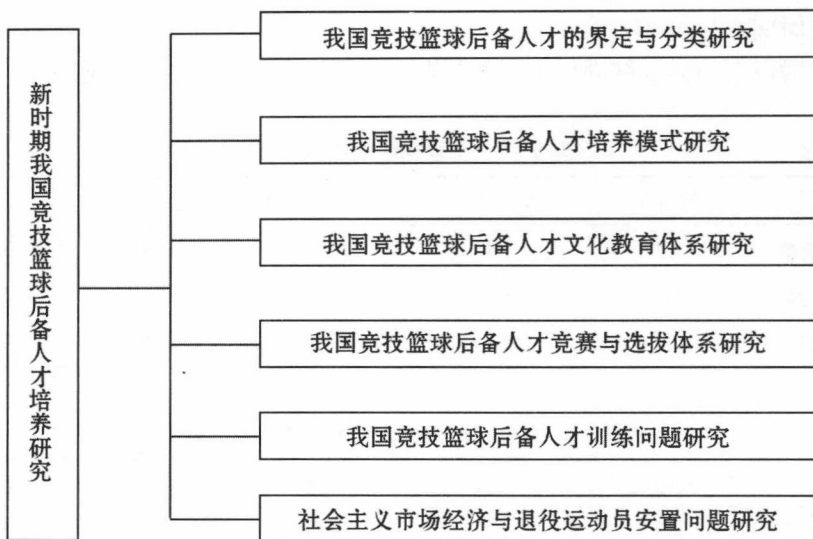 新时期我国竞技篮球后备人才培养研究
我国竞技篮球后备人才的界定与分类研究
我国竞技篮球后备人才培养模式研究
我国竞技篮球后备人才文化教育体系研究
我国竞技篮球后备人才竞赛与选拔体系研究
我国竞技篮球后备人才训练问题研究
社会主义市场经济与退役运动员安置问题研究